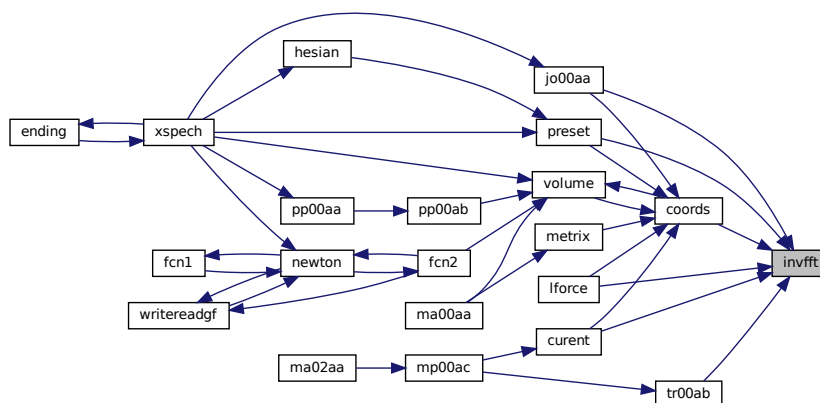 hesian
jo00aa
ending
xspech
preset
volume
pp00aa
pp00ab
coords
metrix
fcn1
newton
fcn2
invfft
lforce
writereadgf
ma00aa
curent
ma02aa
mp00ac
tr00ab